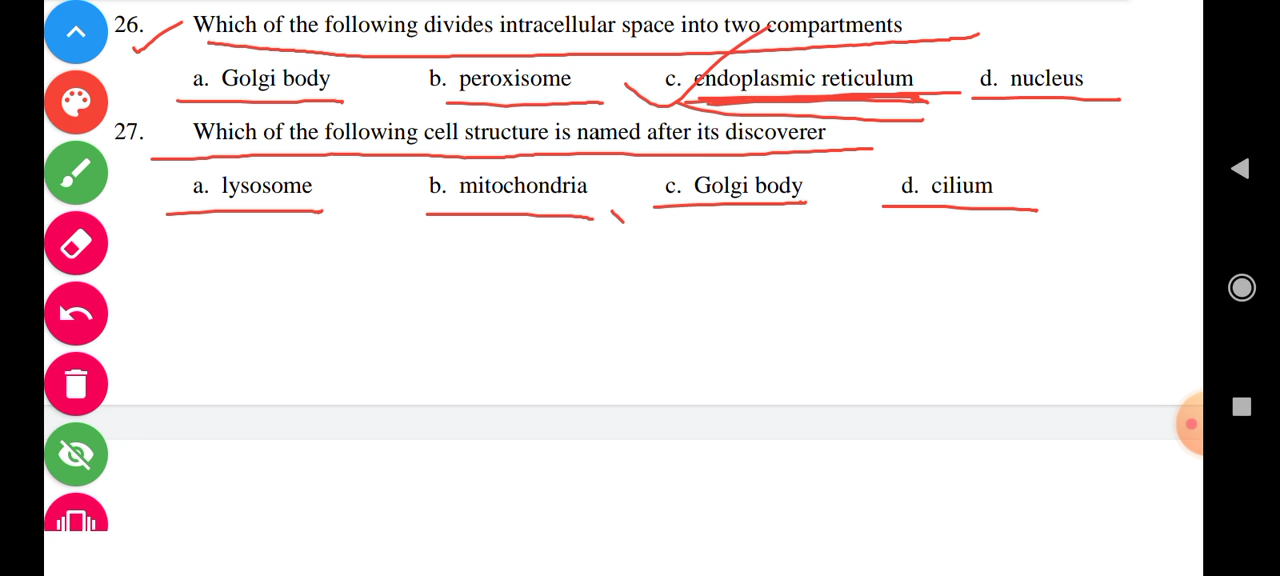 26. Which of the following divides intracellular space into two compartments
a. Golgi body b. peroxisome c. endoplasmic reticulum d. nucleus
27. Which of the following cell structure is named after its discoverer
a. lysosome b. mitochondria c. Golgi body d. cilium